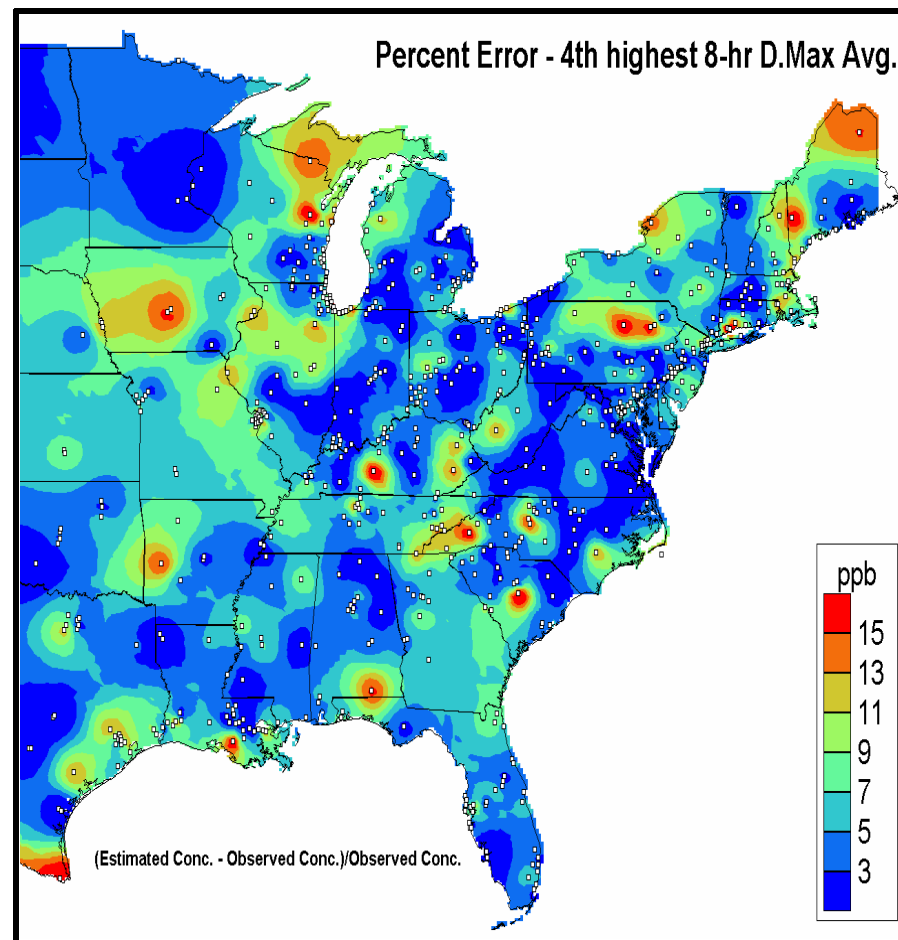 Percent Error - 4th highest 8-hr D.Max Avg.
ppb
15
13
11
9
7
5
3
(Estimated Conc. - Observed Conc.)/Observed Conc.